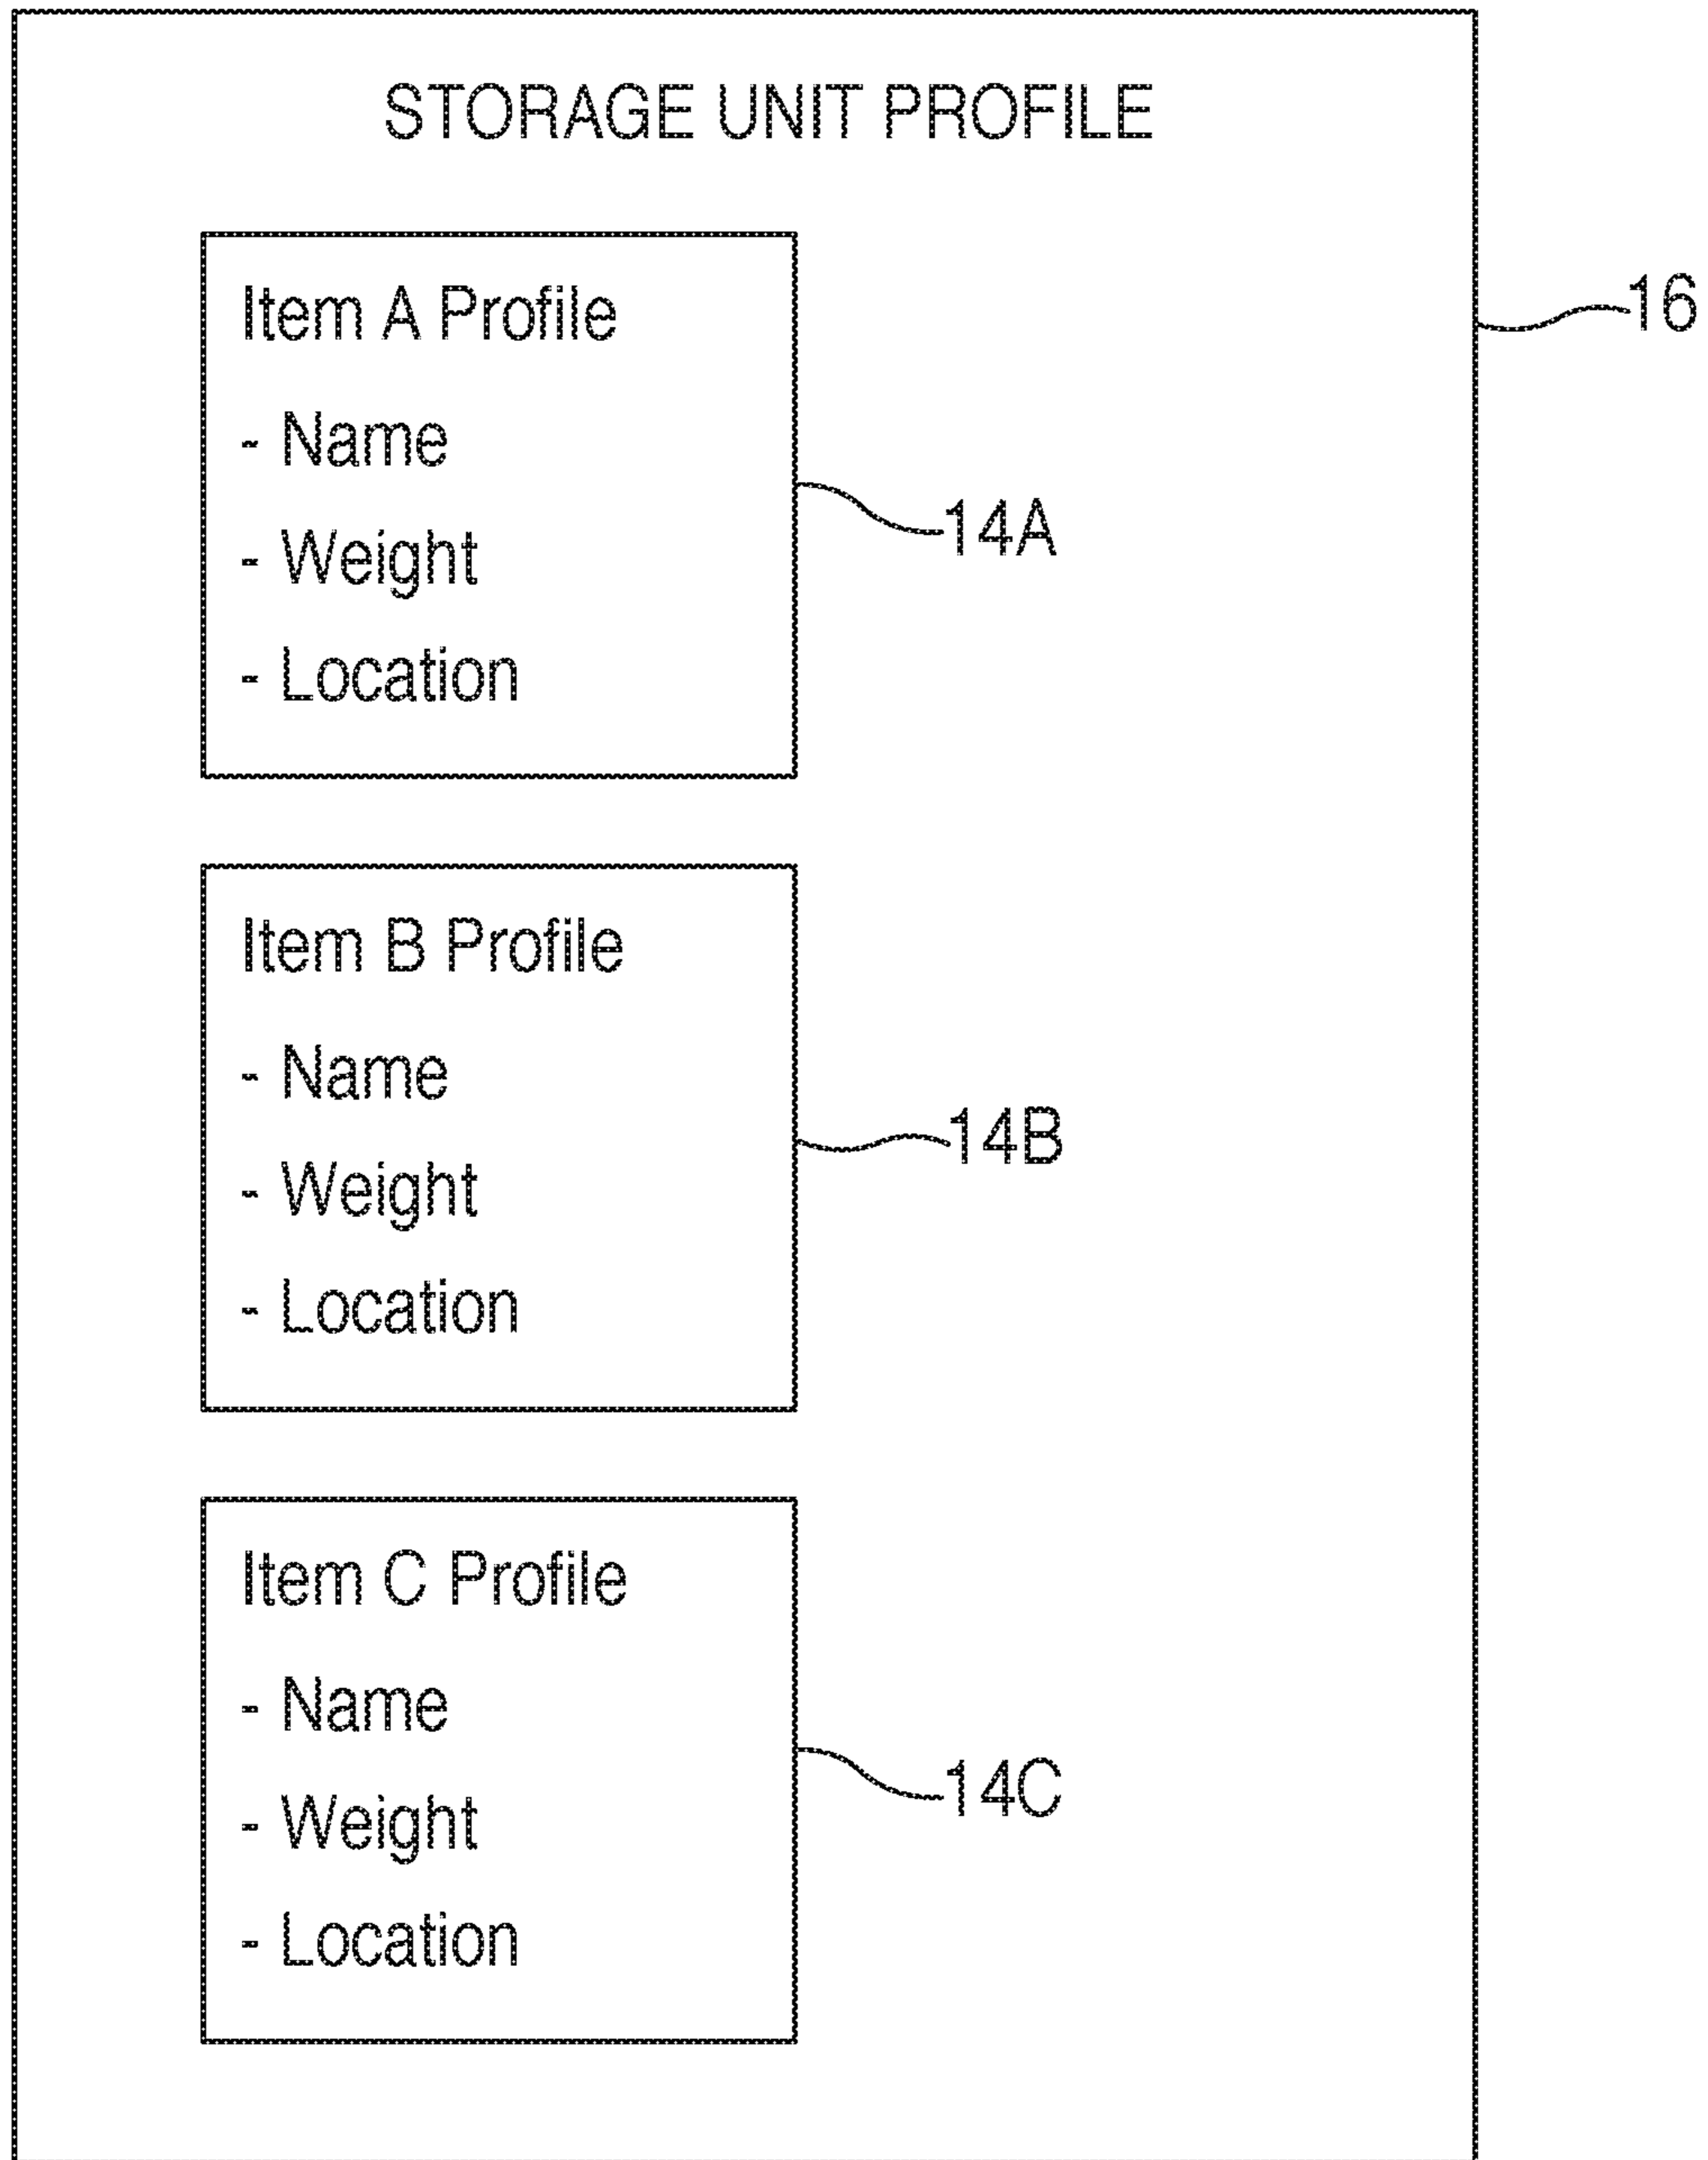 STORAGE UNIT PROFILE
Item A Profile
- Name
- Weight
- Location
14A
16
Item B Profile
- Name
- Weight
- Location
14B
Item C Profile
- Name
- Weight
- Location
14C